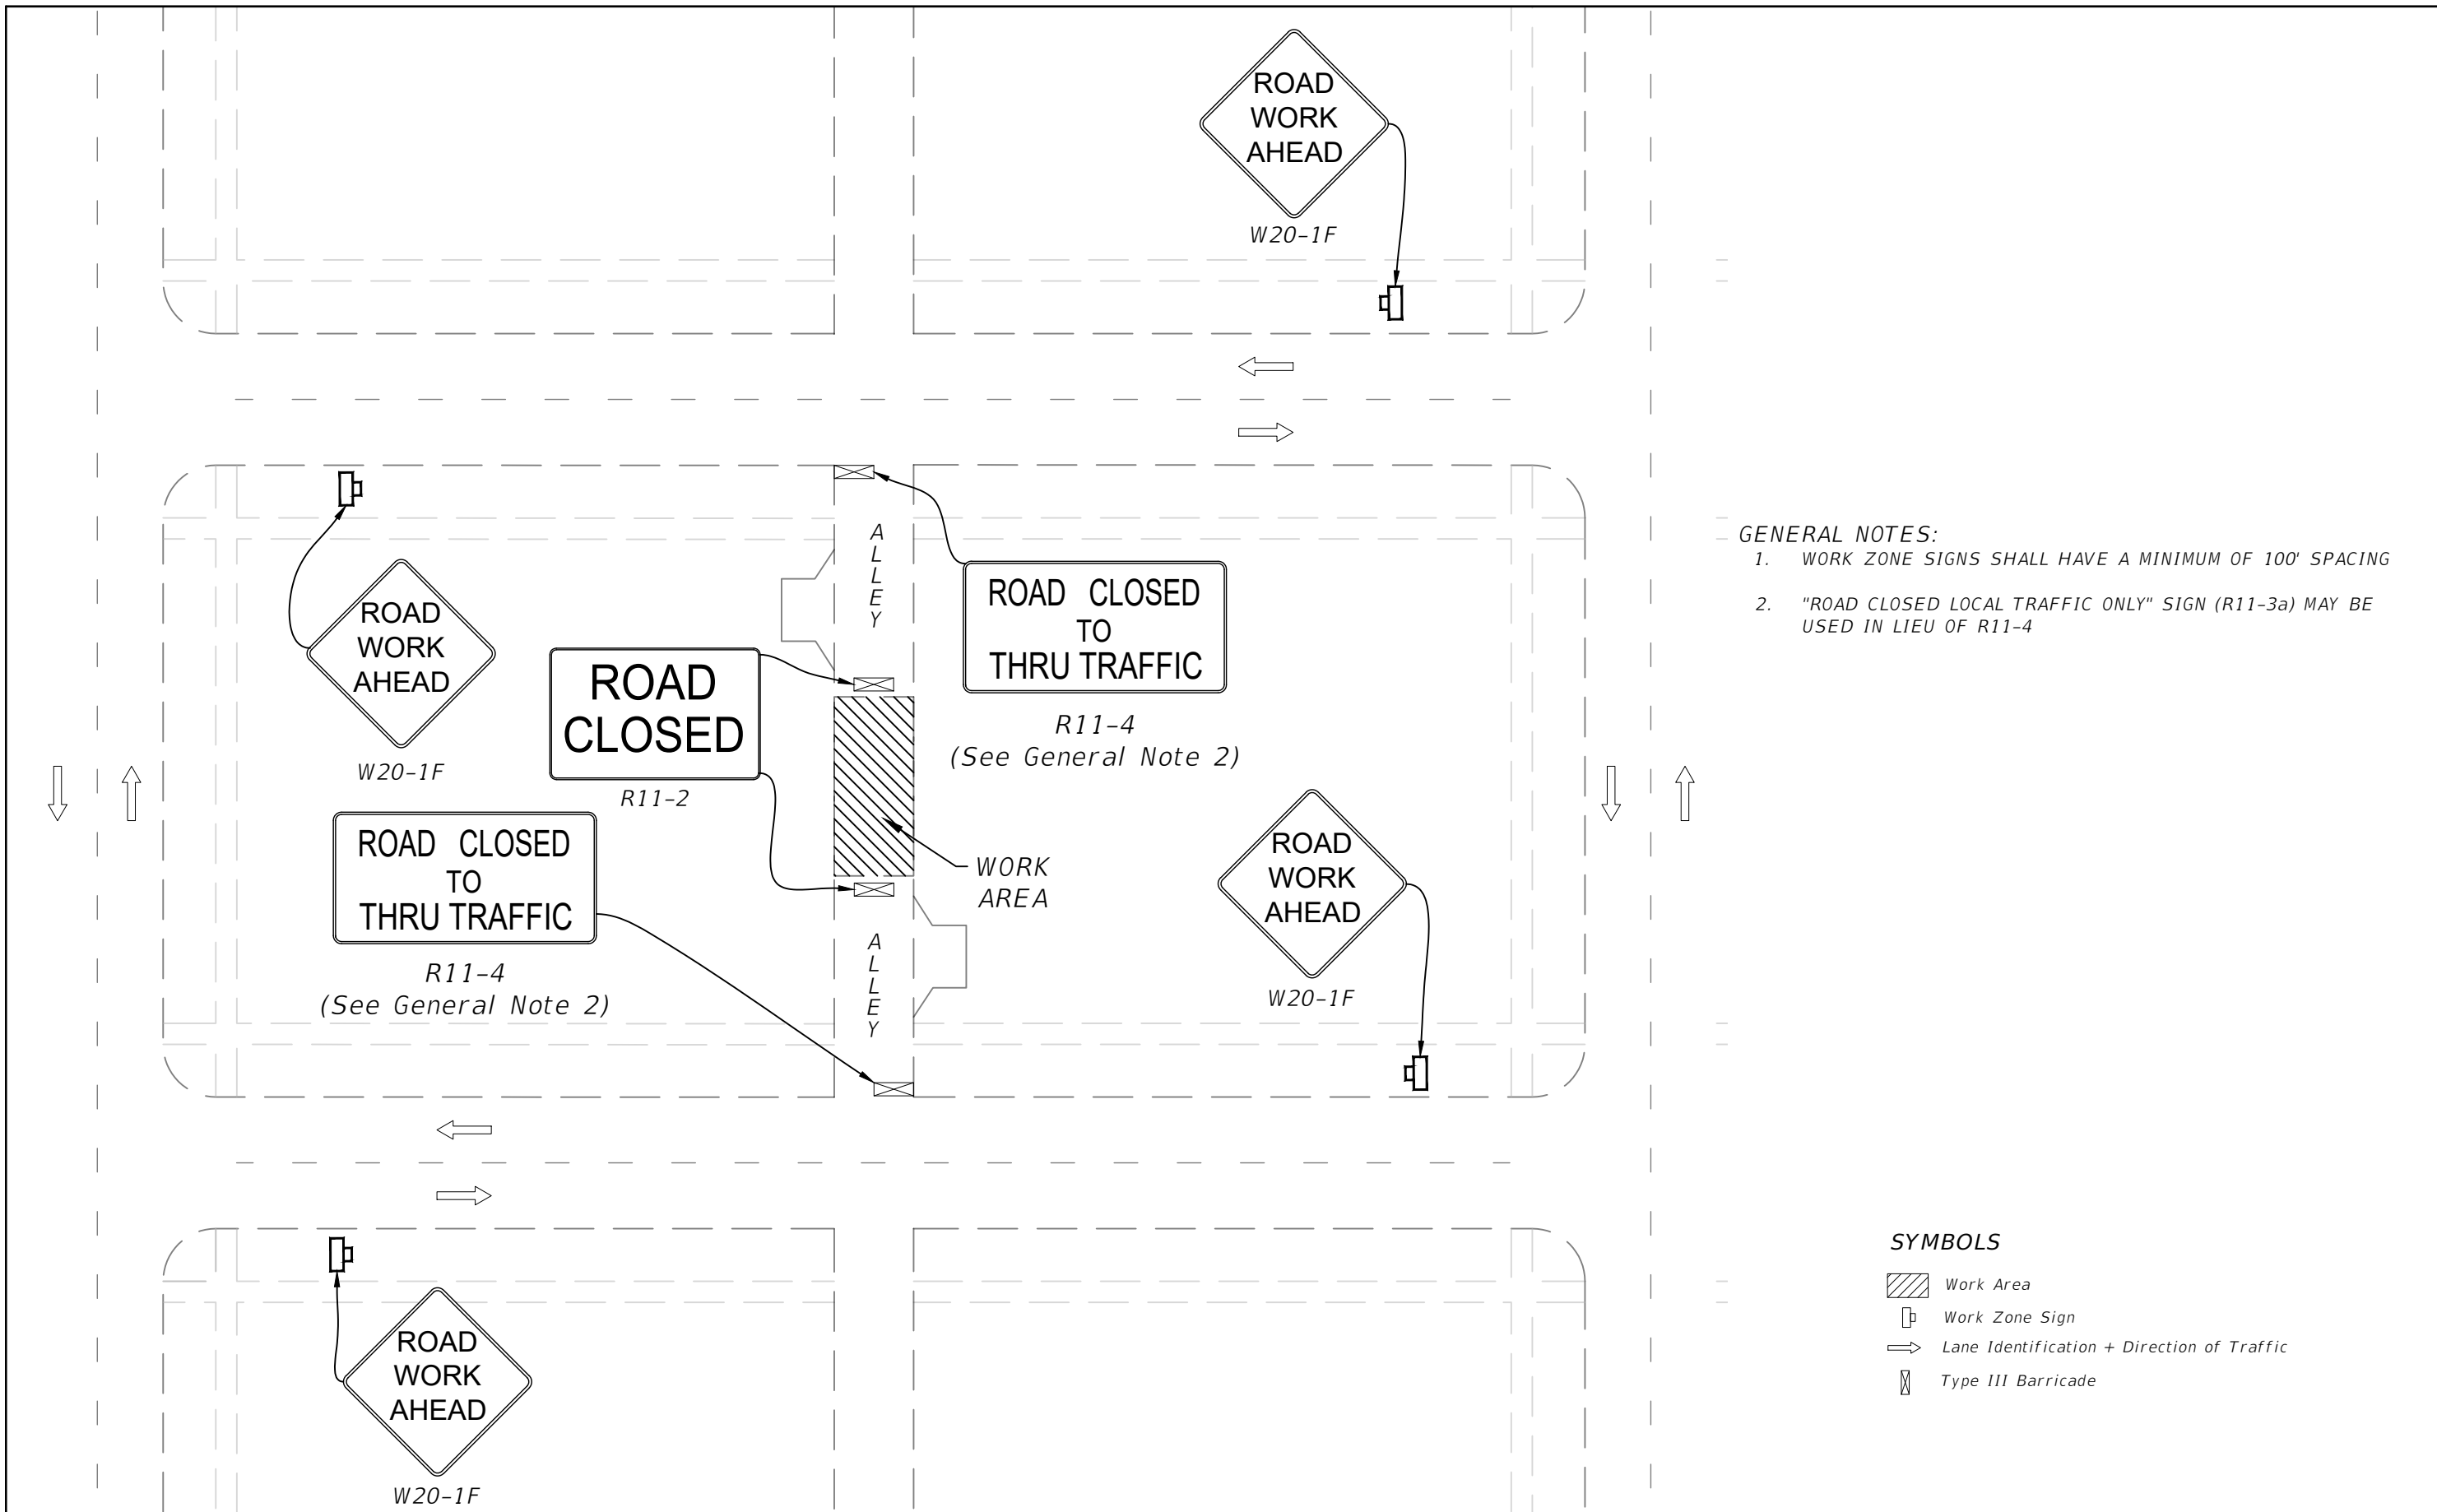 ROAD
WORK
AHEAD
W20-1F
ROAD
WORK
AHEAD
W20-1F
ROAD
CLOSED
R11-2
A
L
L
E
Y
ROAD CLOSED
TO
THRU TRAFFIC
R11-4
(See General Note 2)
GENERAL NOTES:
1. WORK ZONE SIGNS SHALL HAVE A MINIMUM OF 100' SPACING
2. "ROAD CLOSED LOCAL TRAFFIC ONLY" SIGN (R11-3a) MAY BE
USED IN LIEU OF R11-4
ROAD CLOSED
TO
THRU TRAFFIC
R11-4
(See General Note 2)
WORK
AREA
A
L
L
E
Y
ROAD
WORK
AHEAD
W20-1F
ROAD
WORK
AHEAD
W20-1F
SYMBOLS
Work Area
Work Zone Sign
Lane Identification + Direction of Traffic
Type III Barricade